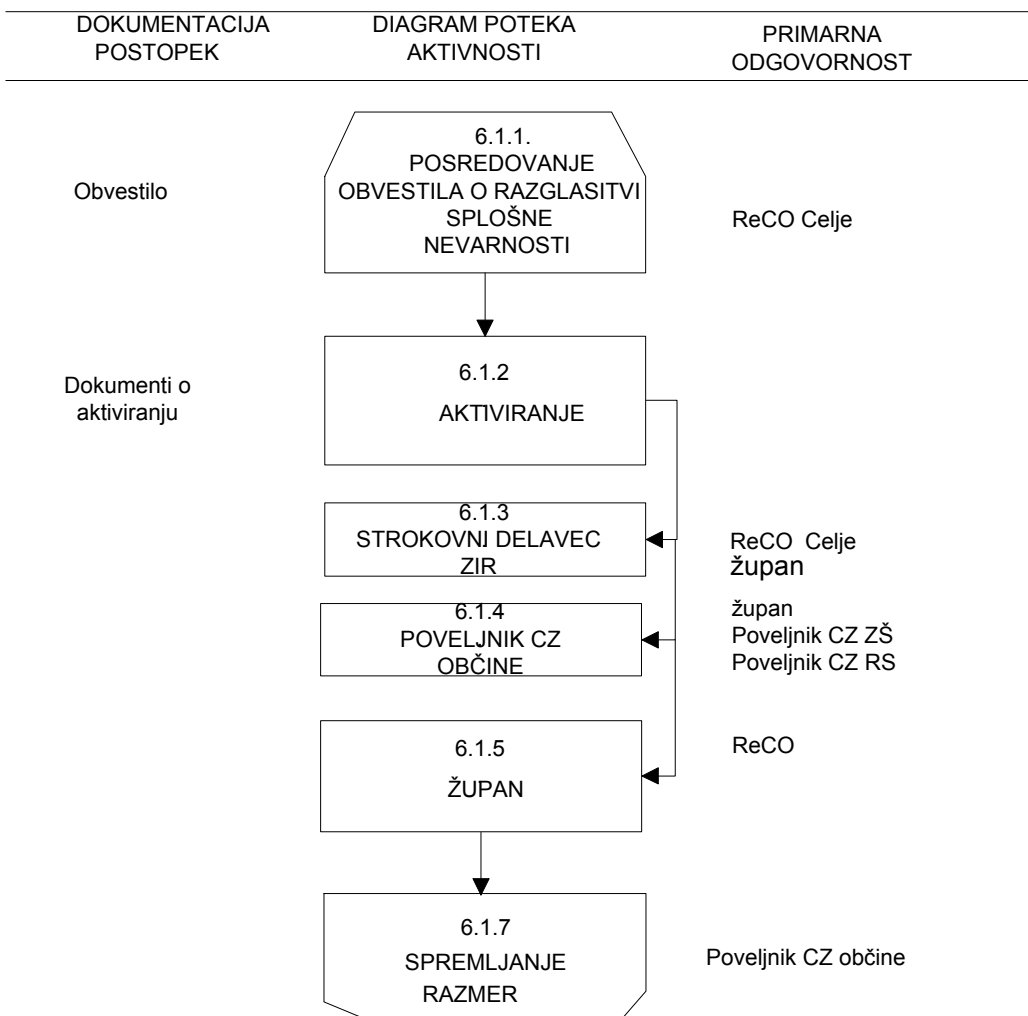 DOKUMENTACIJA
POSTOPEK
DIAGRAM POTEKA
AKTIVNOSTI
PRIMARNA
ODGOVORNOST
6.1.1.
POSREDOVANJE
OBVESTILA O RAZGLASITVI
SPLOŠNE
NEVARNOSTI
Obvestilo
ReCO Celje
6.1.2
AKTIVIRANJE
Dokumenti o
aktiviranju
6.1.3
STROKOVNI DELAVEC
ZIR
ReCO Celje
župan
6.1.4
POVELJNIK CZ
OBČINE
župan
Poveljnik CZ ZŠ
Poveljnik CZ RS
6.1.5
ŽUPAN
ReCO
6.1.7
SPREMLJANJE
RAZMER
Poveljnik CZ občine